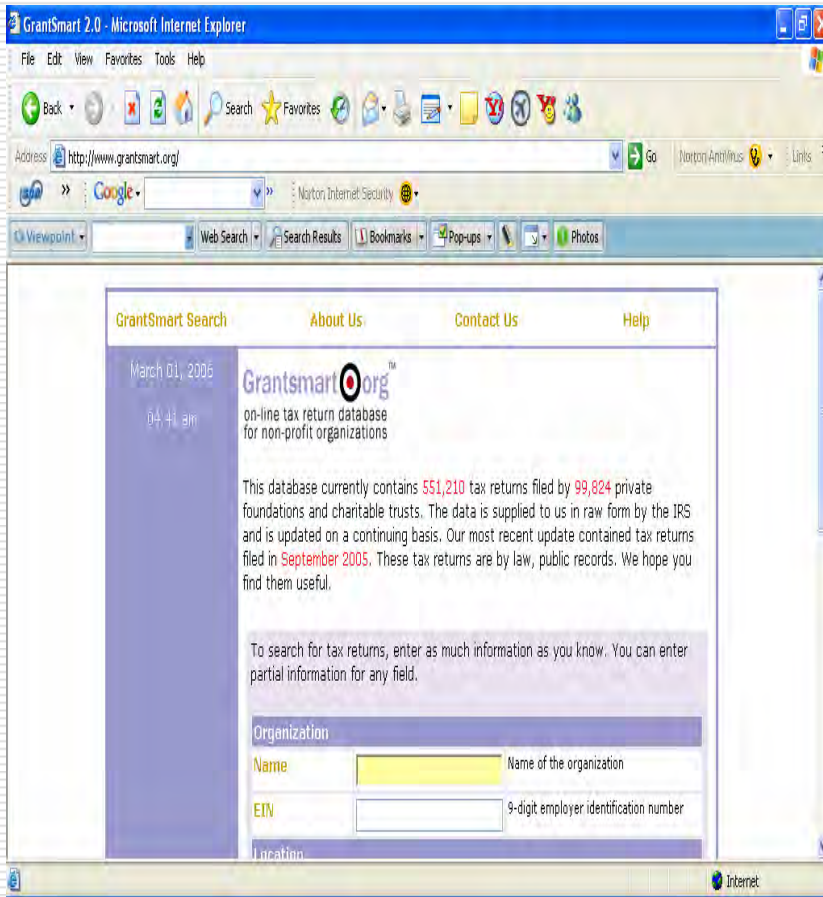 GrantSmart 2.0 - Microsoft Internet Explorer
File Edit View Favorites Tools Help
Back Search Favorites
Address http://www.grantsmart.org/ Go Norton AntiVirus Links
Google Norton Internet Security
Viewpoint Web Search Search Results Bookmarks Pop-ups Photos
GrantSmart Search About Us Contact Us Help
March 01, 2006
04:41 am
Grantsmart org™
on-line tax return database
for non-profit organizations
This database currently contains 551,210 tax returns filed by 99,824 private
foundations and charitable trusts. The data is supplied to us in raw form by the IRS
and is updated on a continuing basis. Our most recent update contained tax returns
filed in September 2005. These tax returns are by law, public records. We hope you
find them useful.
To search for tax returns, enter as much information as you know. You can enter
partial information for any field.
Organization
Name Name of the organization
EIN 9-digit employer identification number
Location
Internet